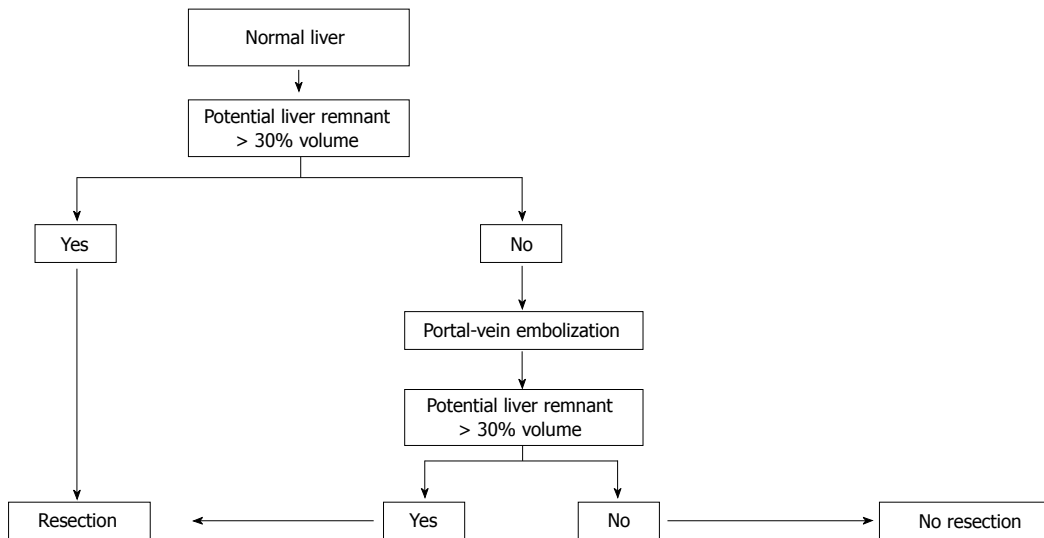 Normal liver
Potential liver remnant
> 30% volume
Yes
No
Portal-vein embolization
Potential liver remnant
> 30% volume
Resection
Yes
No
No resection